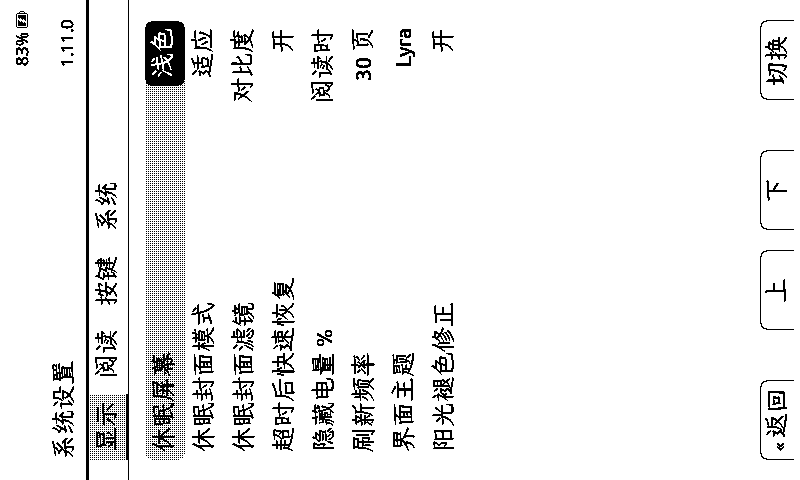 83%
系统设置 1.11.0
显示 阅读 按键 系统
休眠屏幕 浅色
休眠封面模式 适应
休眠封面滤镜 对比度
超时后快速恢复 开
隐藏电量 % 阅读时
刷新频率 30 页
界面主题 Lyra
阳光褪色修正 开
« 返回 上 下 切换